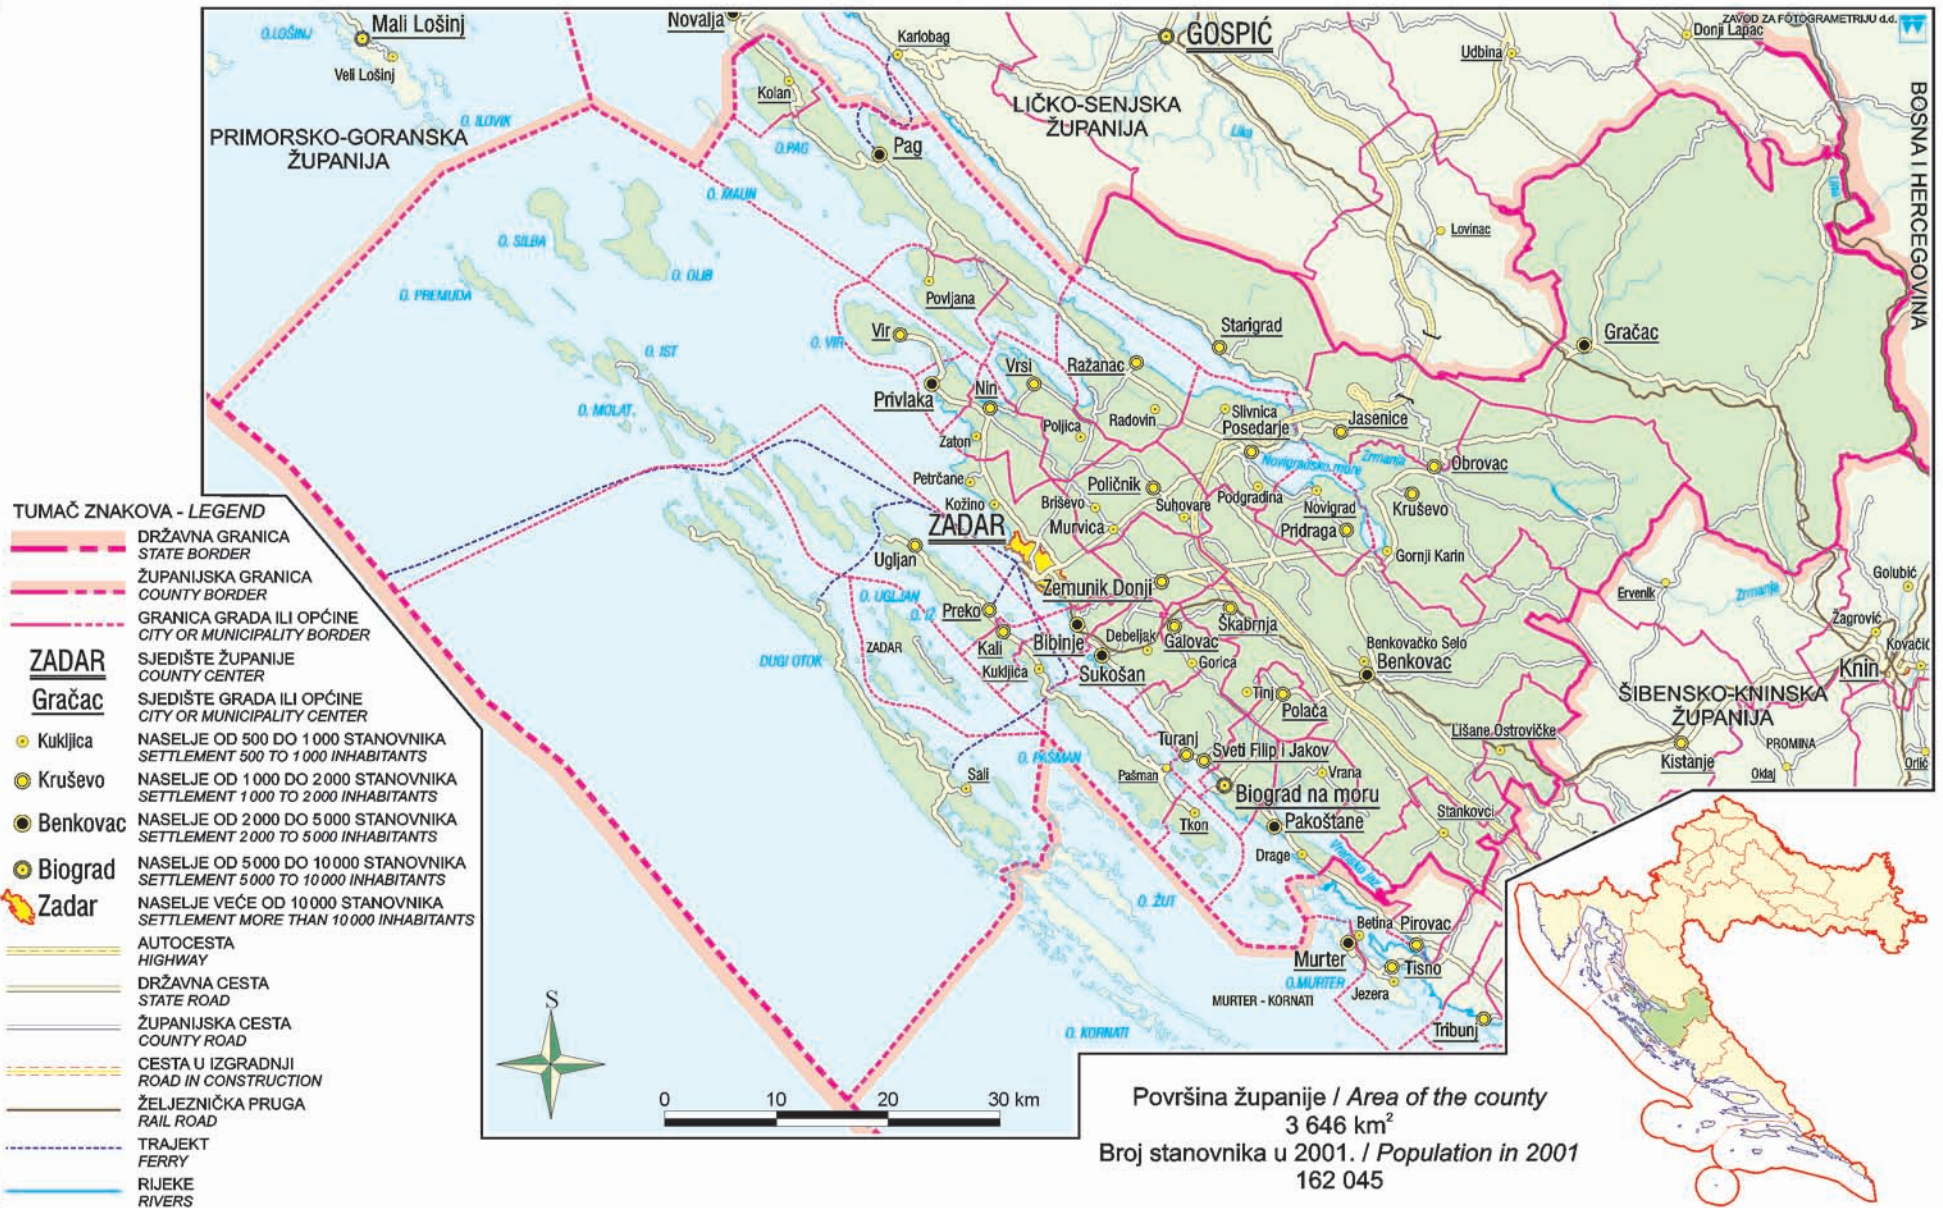 ZAVOD ZA FOTOGRAMETRIJU d.d.
O.LOŠINJ
Mali Lošinj
Veli Lošinj
Novalja
Karlobag
GOSPIĆ
Udbina
Donji Lapac
BOSNA I HERCEGOVINA
PRIMORSKO-GORANSKA
ŽUPANIJA
O. ILOVIK
Kolan
O.PAG
Pag
LIČKO-SENJSKA
ŽUPANIJA
Lika
Una
O. MAUN
O. SILBA
O. OLIB
O. PREMUDA
Lovinac
Povljana
Vir
O. VIR
O. IST
O. MOLAT
Starigrad
Gračac
Vrsi
Ražanac
Privlaka
Nin
Zaton
Poljica
Radovin
Slivnica
Posedarje
Jasenice
Novigradsko more
Zrmanja
Obrovac
Petrčane
Kožino
Poličnik
Briševo
Murvica
Suhovare
Podgradina
Novigrad
Pridraga
Kruševo
Gornji Karin
ZADAR
Ugljan
Zemunik Donji
O. UGLJAN
O. IŽ
Preko
Kali
Kukljica
ZADAR
DUGI OTOK
Bibinje
Debeljak
Sukošan
Galovac
Gorica
Škabrnja
Benkovačko Selo
Benkovac
Ervenik
Zrmanja
Golubić
Žagrović
Kovačić
Knin
ŠIBENSKO-KNINSKA
ŽUPANIJA
Tinj
Polača
Lišane Ostrovičke
PROMINA
Kistanje
Oklaj
Orlić
Sali
O. PAŠMAN
Turanj
Sveti Filip i Jakov
Pašman
Vrana
Biograd na moru
Tkon
Pakoštane
Stankovci
Drage
Vransko jez.
O. ŽUT
Betina
Pirovac
Murter
Tisno
O.MURTER
Jezera
MURTER - KORNATI
O. KORNATI
Tribunj
TUMAČ ZNAKOVA - LEGEND
DRŽAVNA GRANICA
STATE BORDER
ŽUPANIJSKA GRANICA
COUNTY BORDER
GRANICA GRADA ILI OPĆINE
CITY OR MUNICIPALITY BORDER
ZADAR
SJEDIŠTE ŽUPANIJE
COUNTY CENTER
Gračac
SJEDIŠTE GRADA ILI OPĆINE
CITY OR MUNICIPALITY CENTER
Kukljica
NASELJE OD 500 DO 1 000 STANOVNIKA
SETTLEMENT 500 TO 1 000 INHABITANTS
Kruševo
NASELJE OD 1 000 DO 2 000 STANOVNIKA
SETTLEMENT 1 000 TO 2 000 INHABITANTS
Benkovac
NASELJE OD 2 000 DO 5 000 STANOVNIKA
SETTLEMENT 2 000 TO 5 000 INHABITANTS
Biograd
NASELJE OD 5 000 DO 10 000 STANOVNIKA
SETTLEMENT 5 000 TO 10 000 INHABITANTS
Zadar
NASELJE VEĆE OD 10 000 STANOVNIKA
SETTLEMENT MORE THAN 10 000 INHABITANTS
AUTOCESTA
HIGHWAY
DRŽAVNA CESTA
STATE ROAD
ŽUPANIJSKA CESTA
COUNTY ROAD
CESTA U IZGRADNJI
ROAD IN CONSTRUCTION
ŽELJEZNIČKA PRUGA
RAIL ROAD
TRAJEKT
FERRY
RIJEKE
RIVERS
S
0 10 20 30 km
Površina županije / Area of the county
3 646 km²
Broj stanovnika u 2001. / Population in 2001
162 045